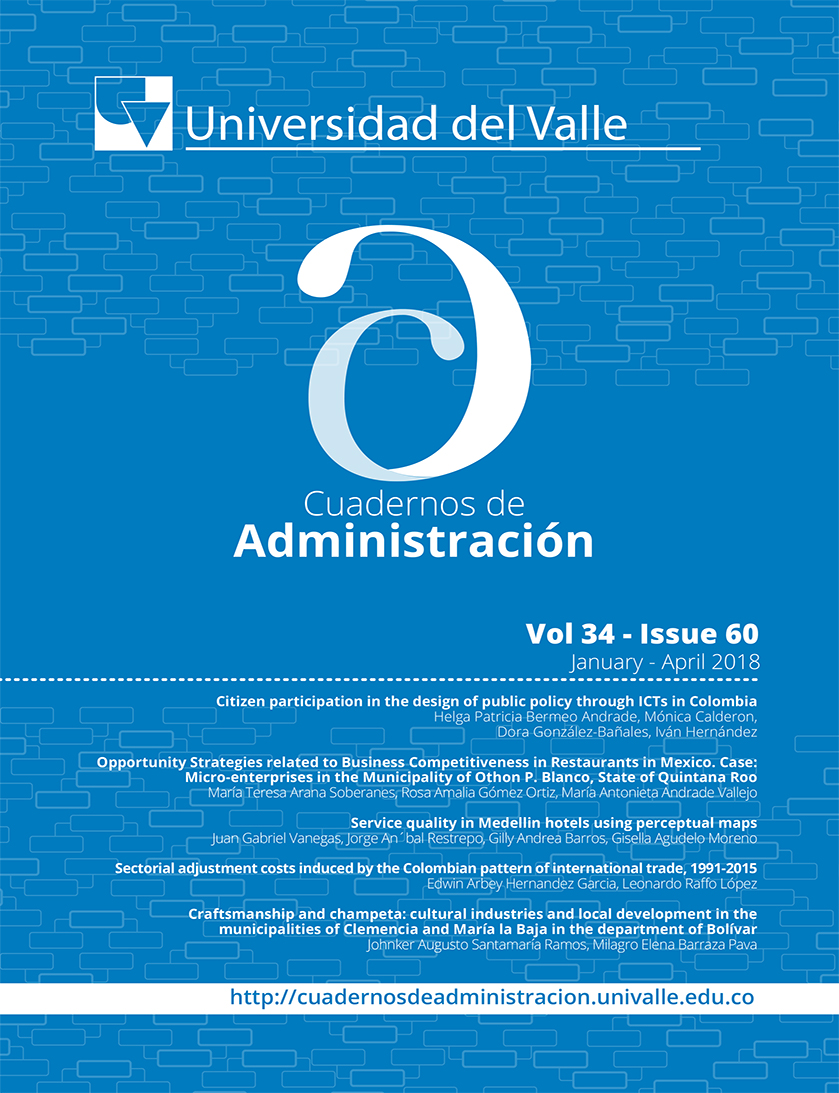 Universidad del Valle
Cuadernos de
Administración
Vol 34 - Issue 60
January - April 2018
Citizen participation in the design of public policy through ICTs in Colombia
Helga Patricia Bermeo Andrade, Mónica Calderon,
Dora González-Bañales, Iván Hernández
Opportunity Strategies related to Business Competitiveness in Restaurants in Mexico. Case:
Micro-enterprises in the Municipality of Othon P. Blanco, State of Quintana Roo
María Teresa Arana Soberanes, Rosa Amalia Gómez Ortiz, María Antonieta Andrade Vallejo
Service quality in Medellin hotels using perceptual maps
Juan Gabriel Vanegas, Jorge An´bal Restrepo, Gilly Andrea Barros, Gisella Agudelo Moreno
Sectorial adjustment costs induced by the Colombian pattern of international trade, 1991-2015
Edwin Arbey Hernandez Garcia, Leonardo Raffo López
Craftsmanship and champeta: cultural industries and local development in the
municipalities of Clemencia and María la Baja in the department of Bolívar
Johnker Augusto Santamaría Ramos, Milagro Elena Barraza Pava
http://cuadernosdeadministracion.univalle.edu.co